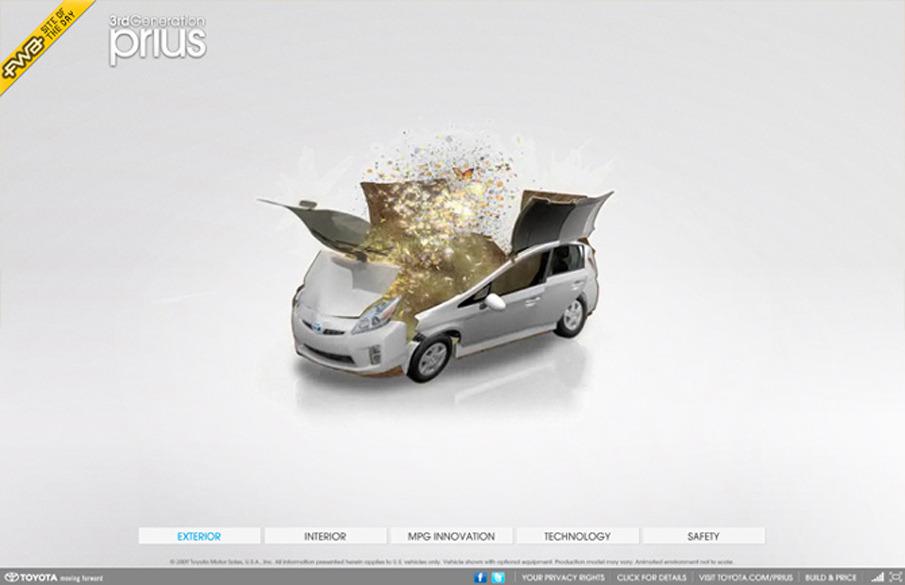 fwa SITE OF
THE DAY
3rdGeneration
prius
EXTERIOR
INTERIOR
MPG INNOVATION
TECHNOLOGY
SAFETY
© 2009 Toyota Motor Sales, U.S.A., Inc. All information presented herein applies to U.S. vehicles only. Vehicle shown with optional equipment. Production model may vary. Animated environment not to scale.
TOYOTA moving forward
f
YOUR PRIVACY RIGHTS
CLICK FOR DETAILS
VISIT TOYOTA.COM/PRIUS
BUILD & PRICE